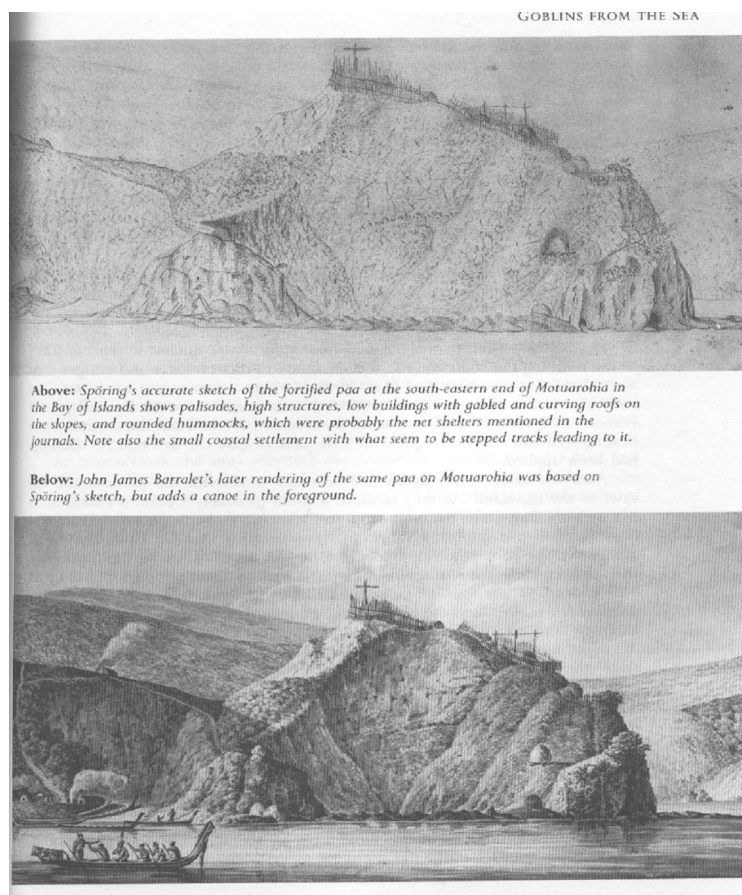 GOBLINS FROM THE SEA
Above: Spöring's accurate sketch of the fortified paa at the south-eastern end of Motuarohia in
the Bay of Islands shows palisades, high structures, low buildings with gabled and curving roofs on
the slopes, and rounded hummocks, which were probably the net shelters mentioned in the
journals. Note also the small coastal settlement with what seem to be stepped tracks leading to it.
Below: John James Barralet's later rendering of the same paa on Motuarohia was based on
Spöring's sketch, but adds a canoe in the foreground.